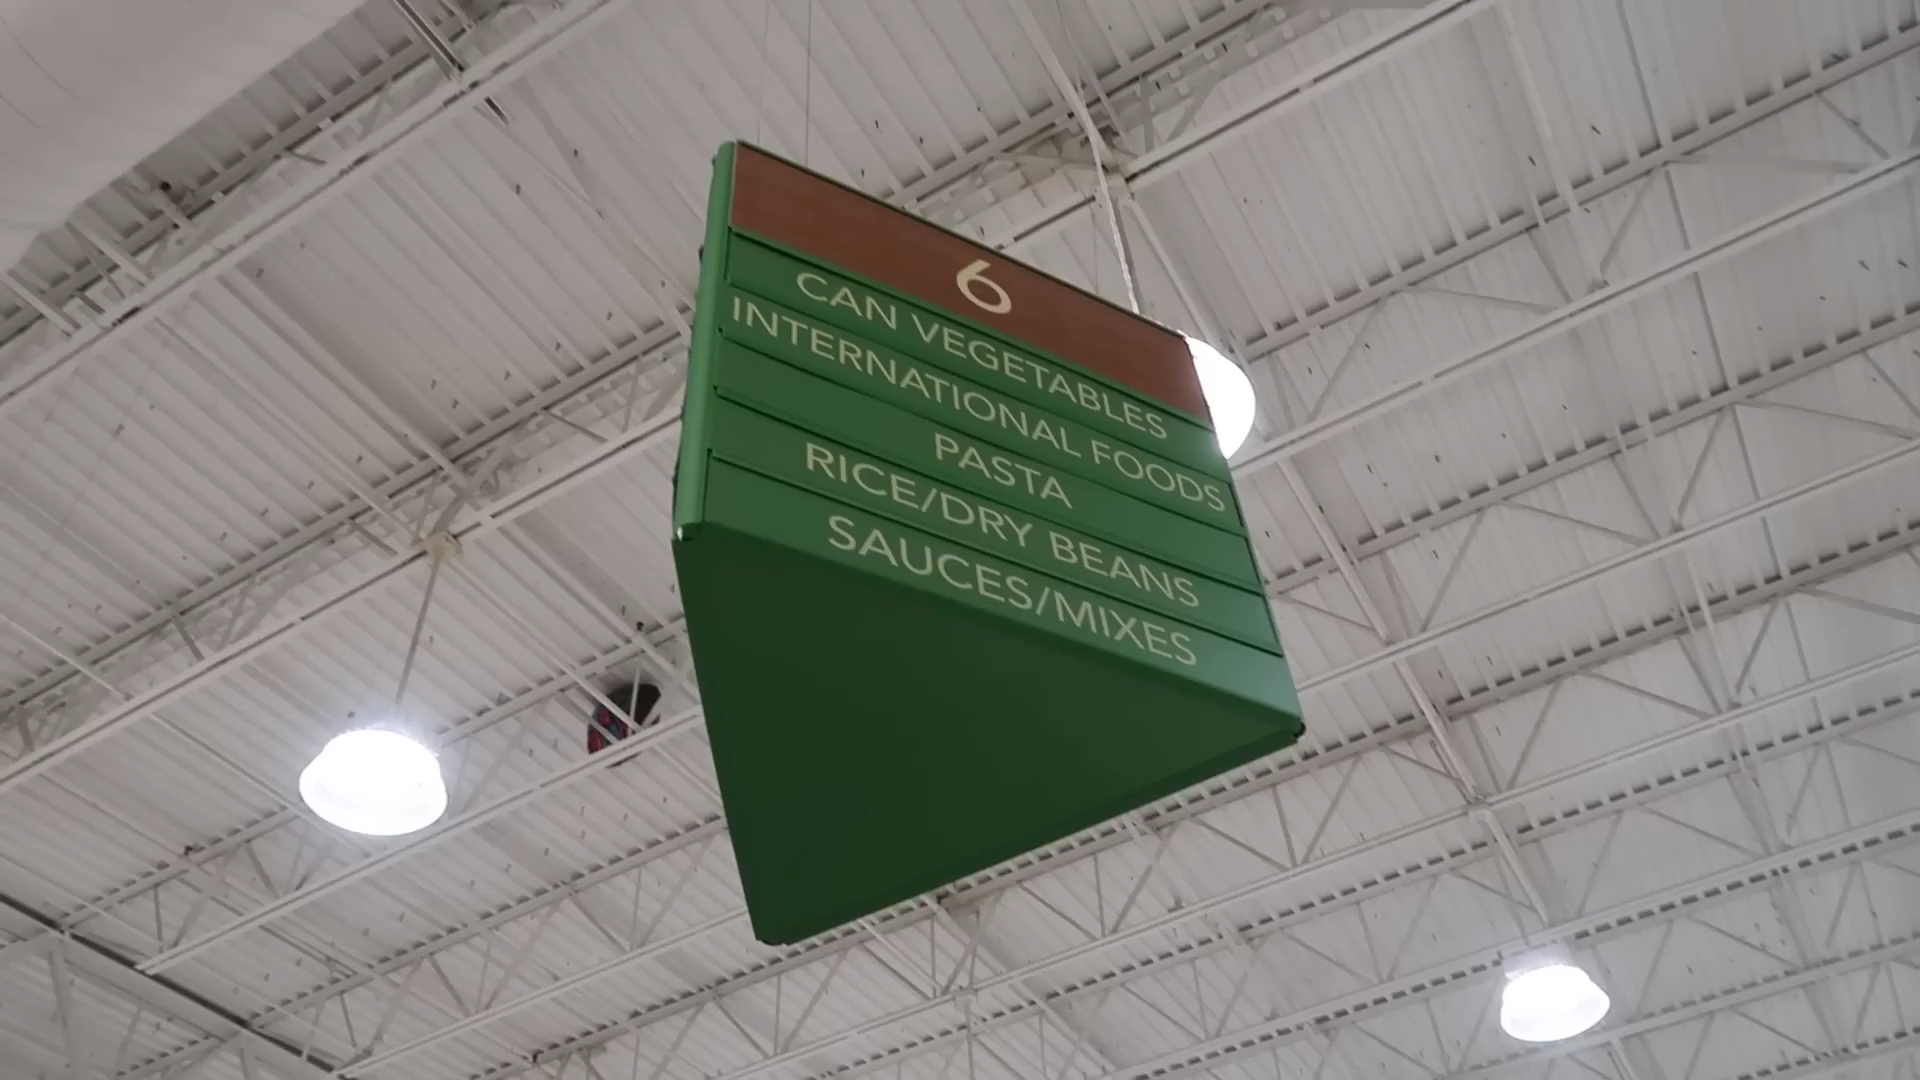 6
CAN VEGETABLES
INTERNATIONAL FOODS
PASTA
RICE/DRY BEANS
SAUCES/MIXES